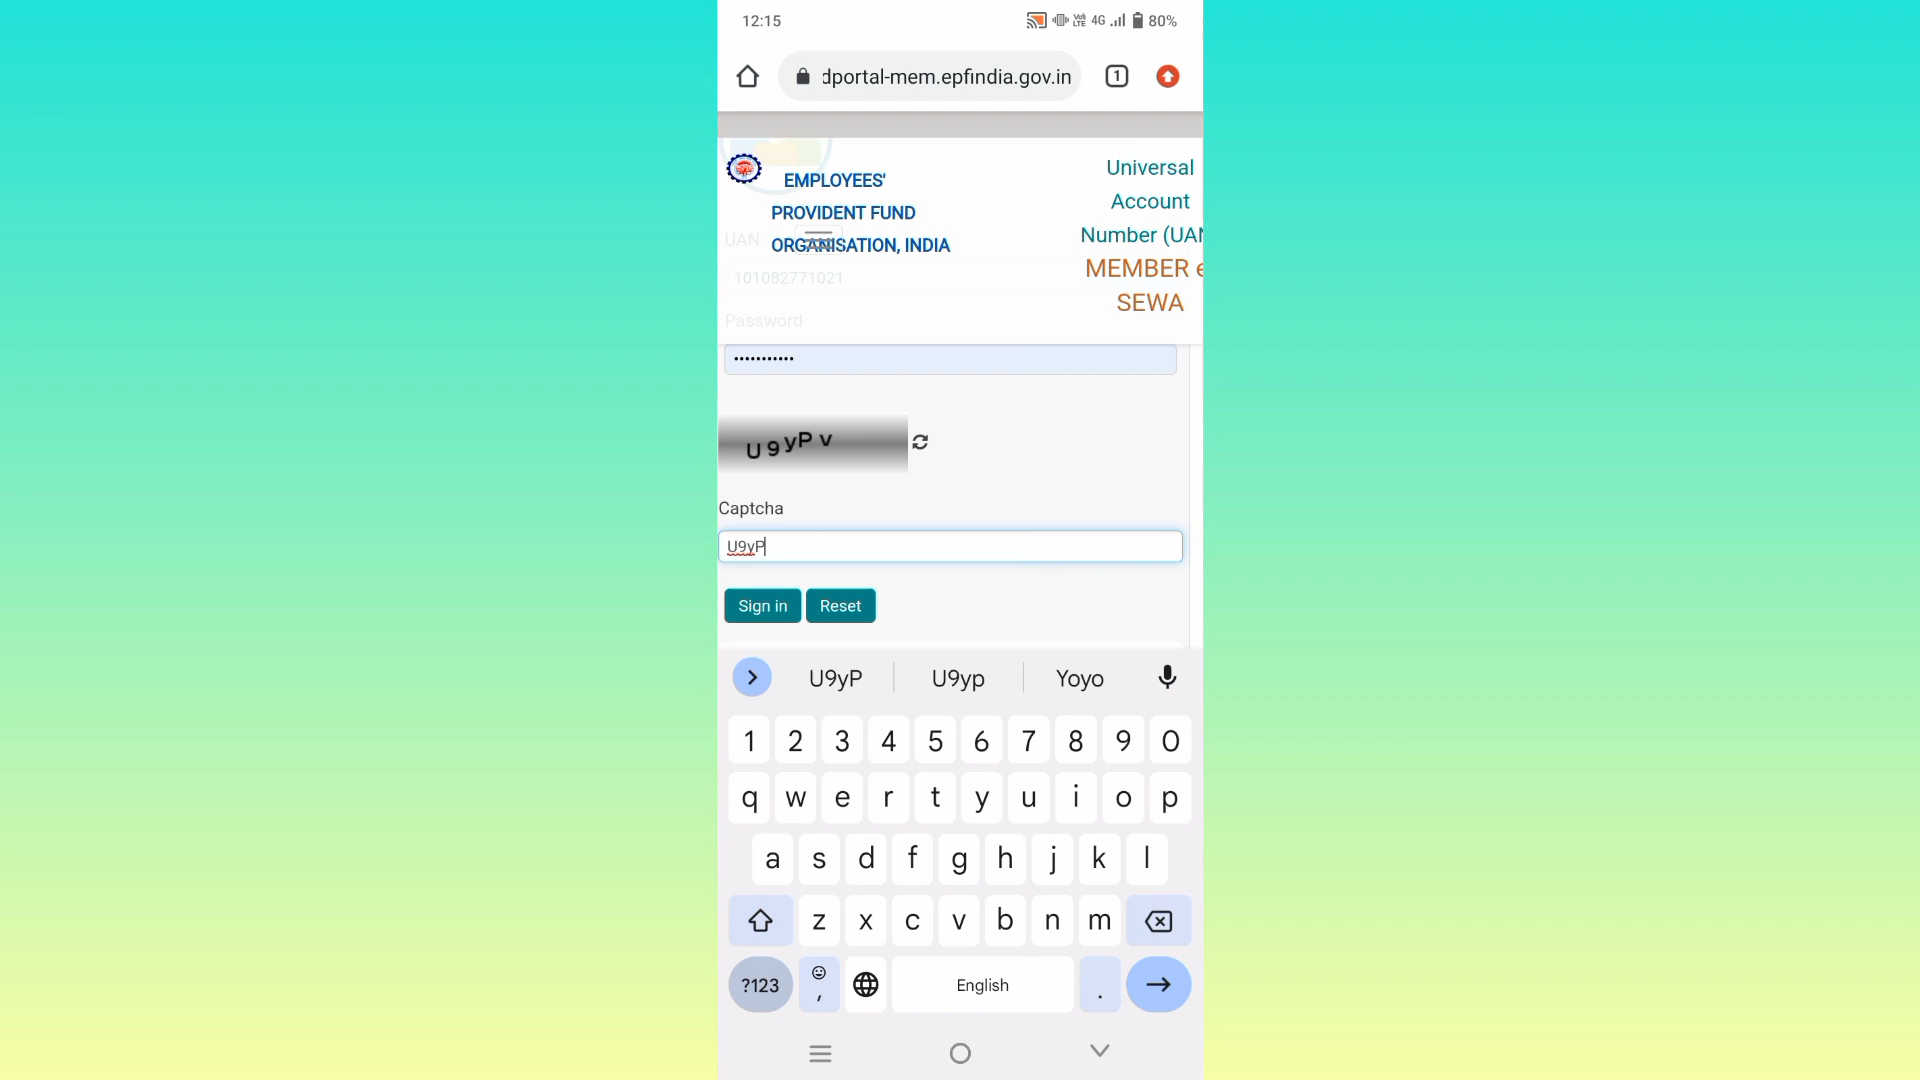 12:15
4G 80%
dportal-mem.epfindia.gov.in
1
EMPLOYEES'
PROVIDENT FUND
ORGANISATION, INDIA
Universal
Account
Number (UAN
MEMBER e
SEWA
UAN
101082771021
Password
•••••••••••
U9yPv
Captcha
U9yP
Sign in Reset
U9yP U9yp Yoyo
1 2 3 4 5 6 7 8 9 0
q w e r t y u i o p
a s d f g h j k l
z x c v b n m
?123 , English .